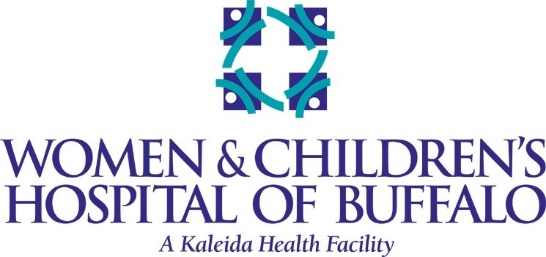 WOMEN & CHILDREN'S
HOSPITAL OF BUFFALO
A Kaleida Health Facility